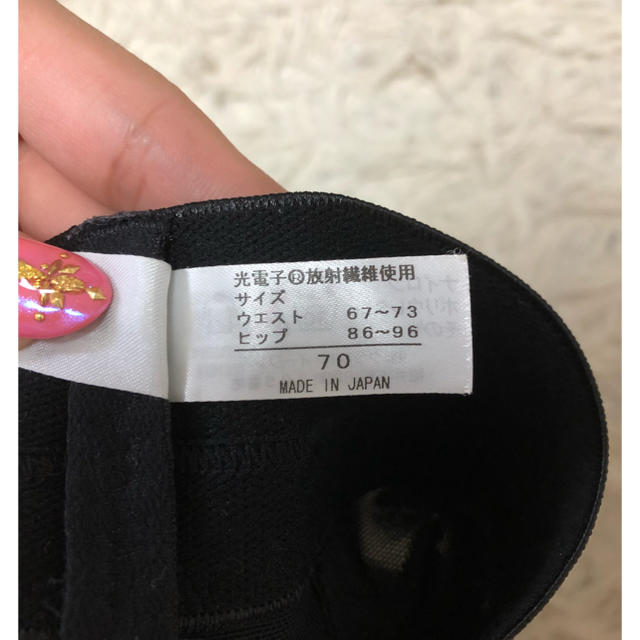 光電子®放射繊維使用
サイズ
ウエスト 67〜73
ヒップ 86〜96
70
MADE IN JAPAN